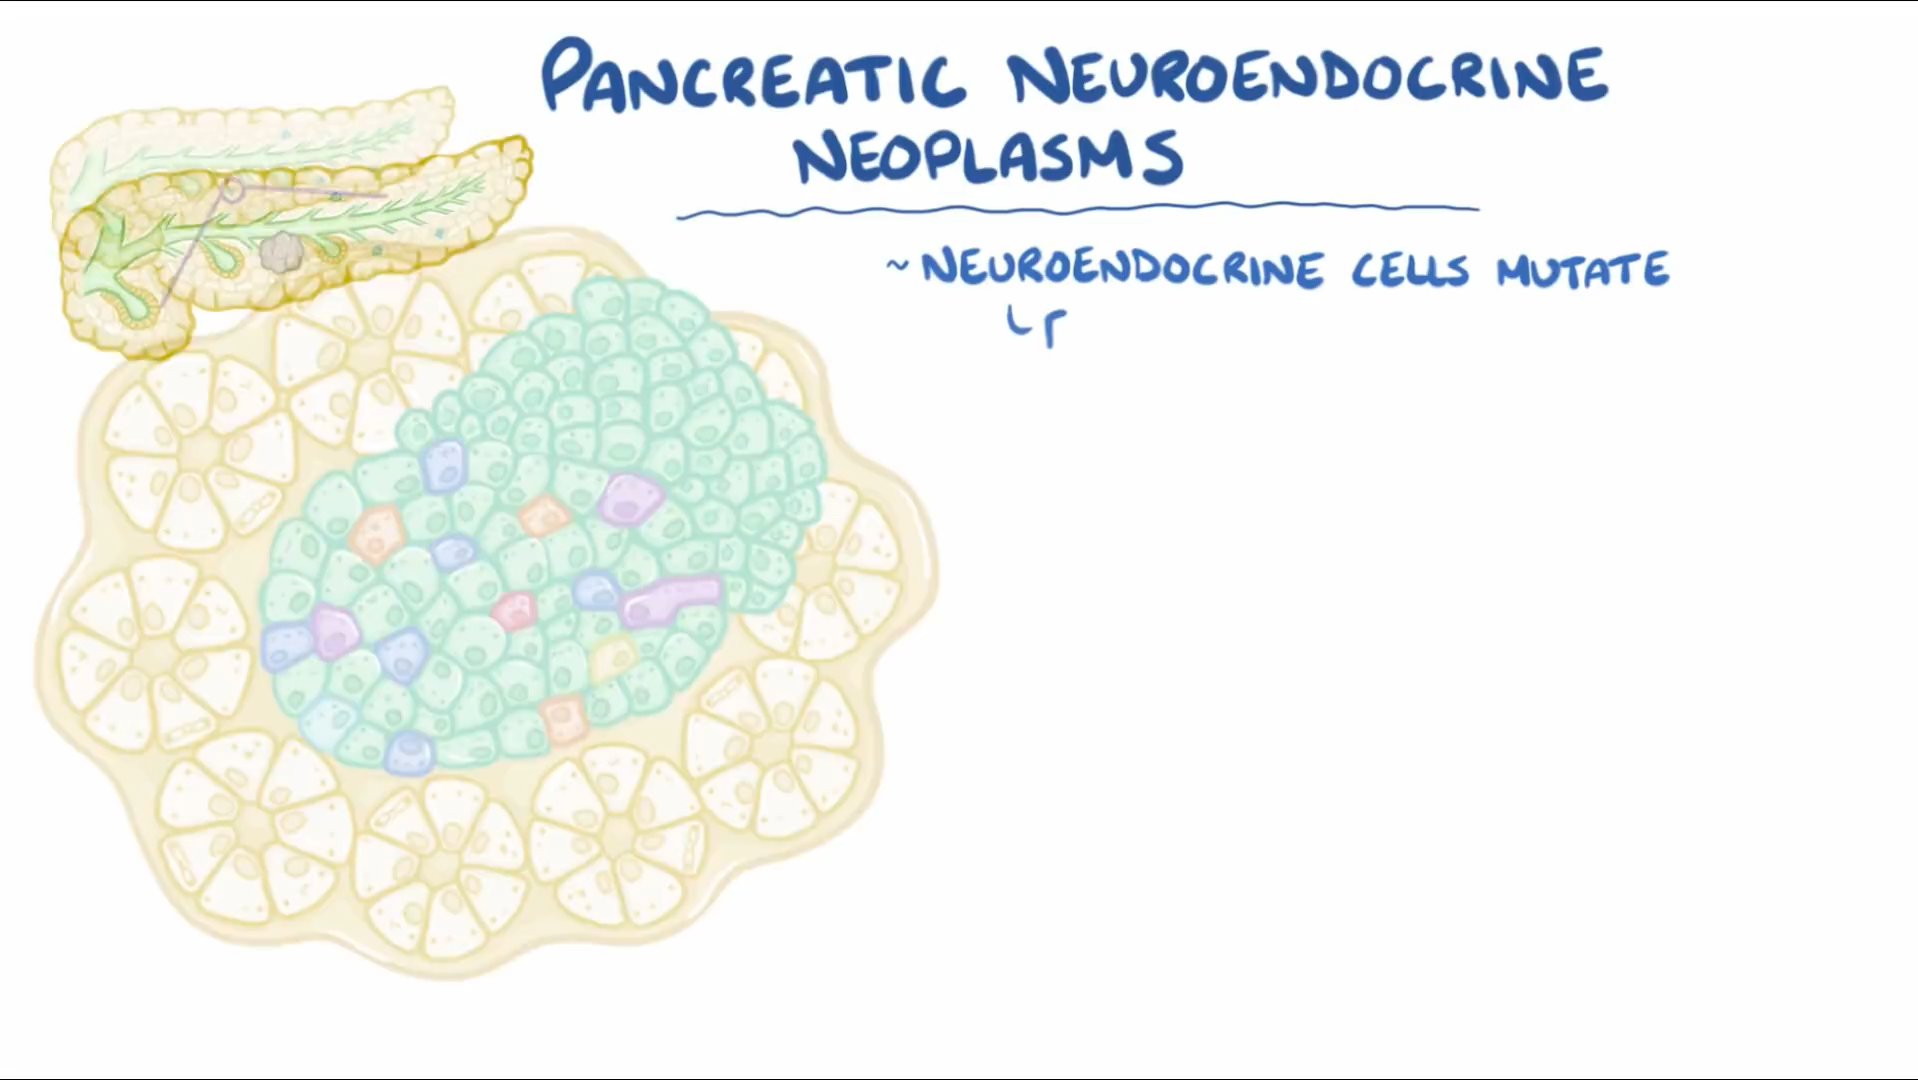 PANCREATIC NEUROENDOCRINE
NEOPLASMS
~ NEUROENDOCRINE CELLS MUTATE